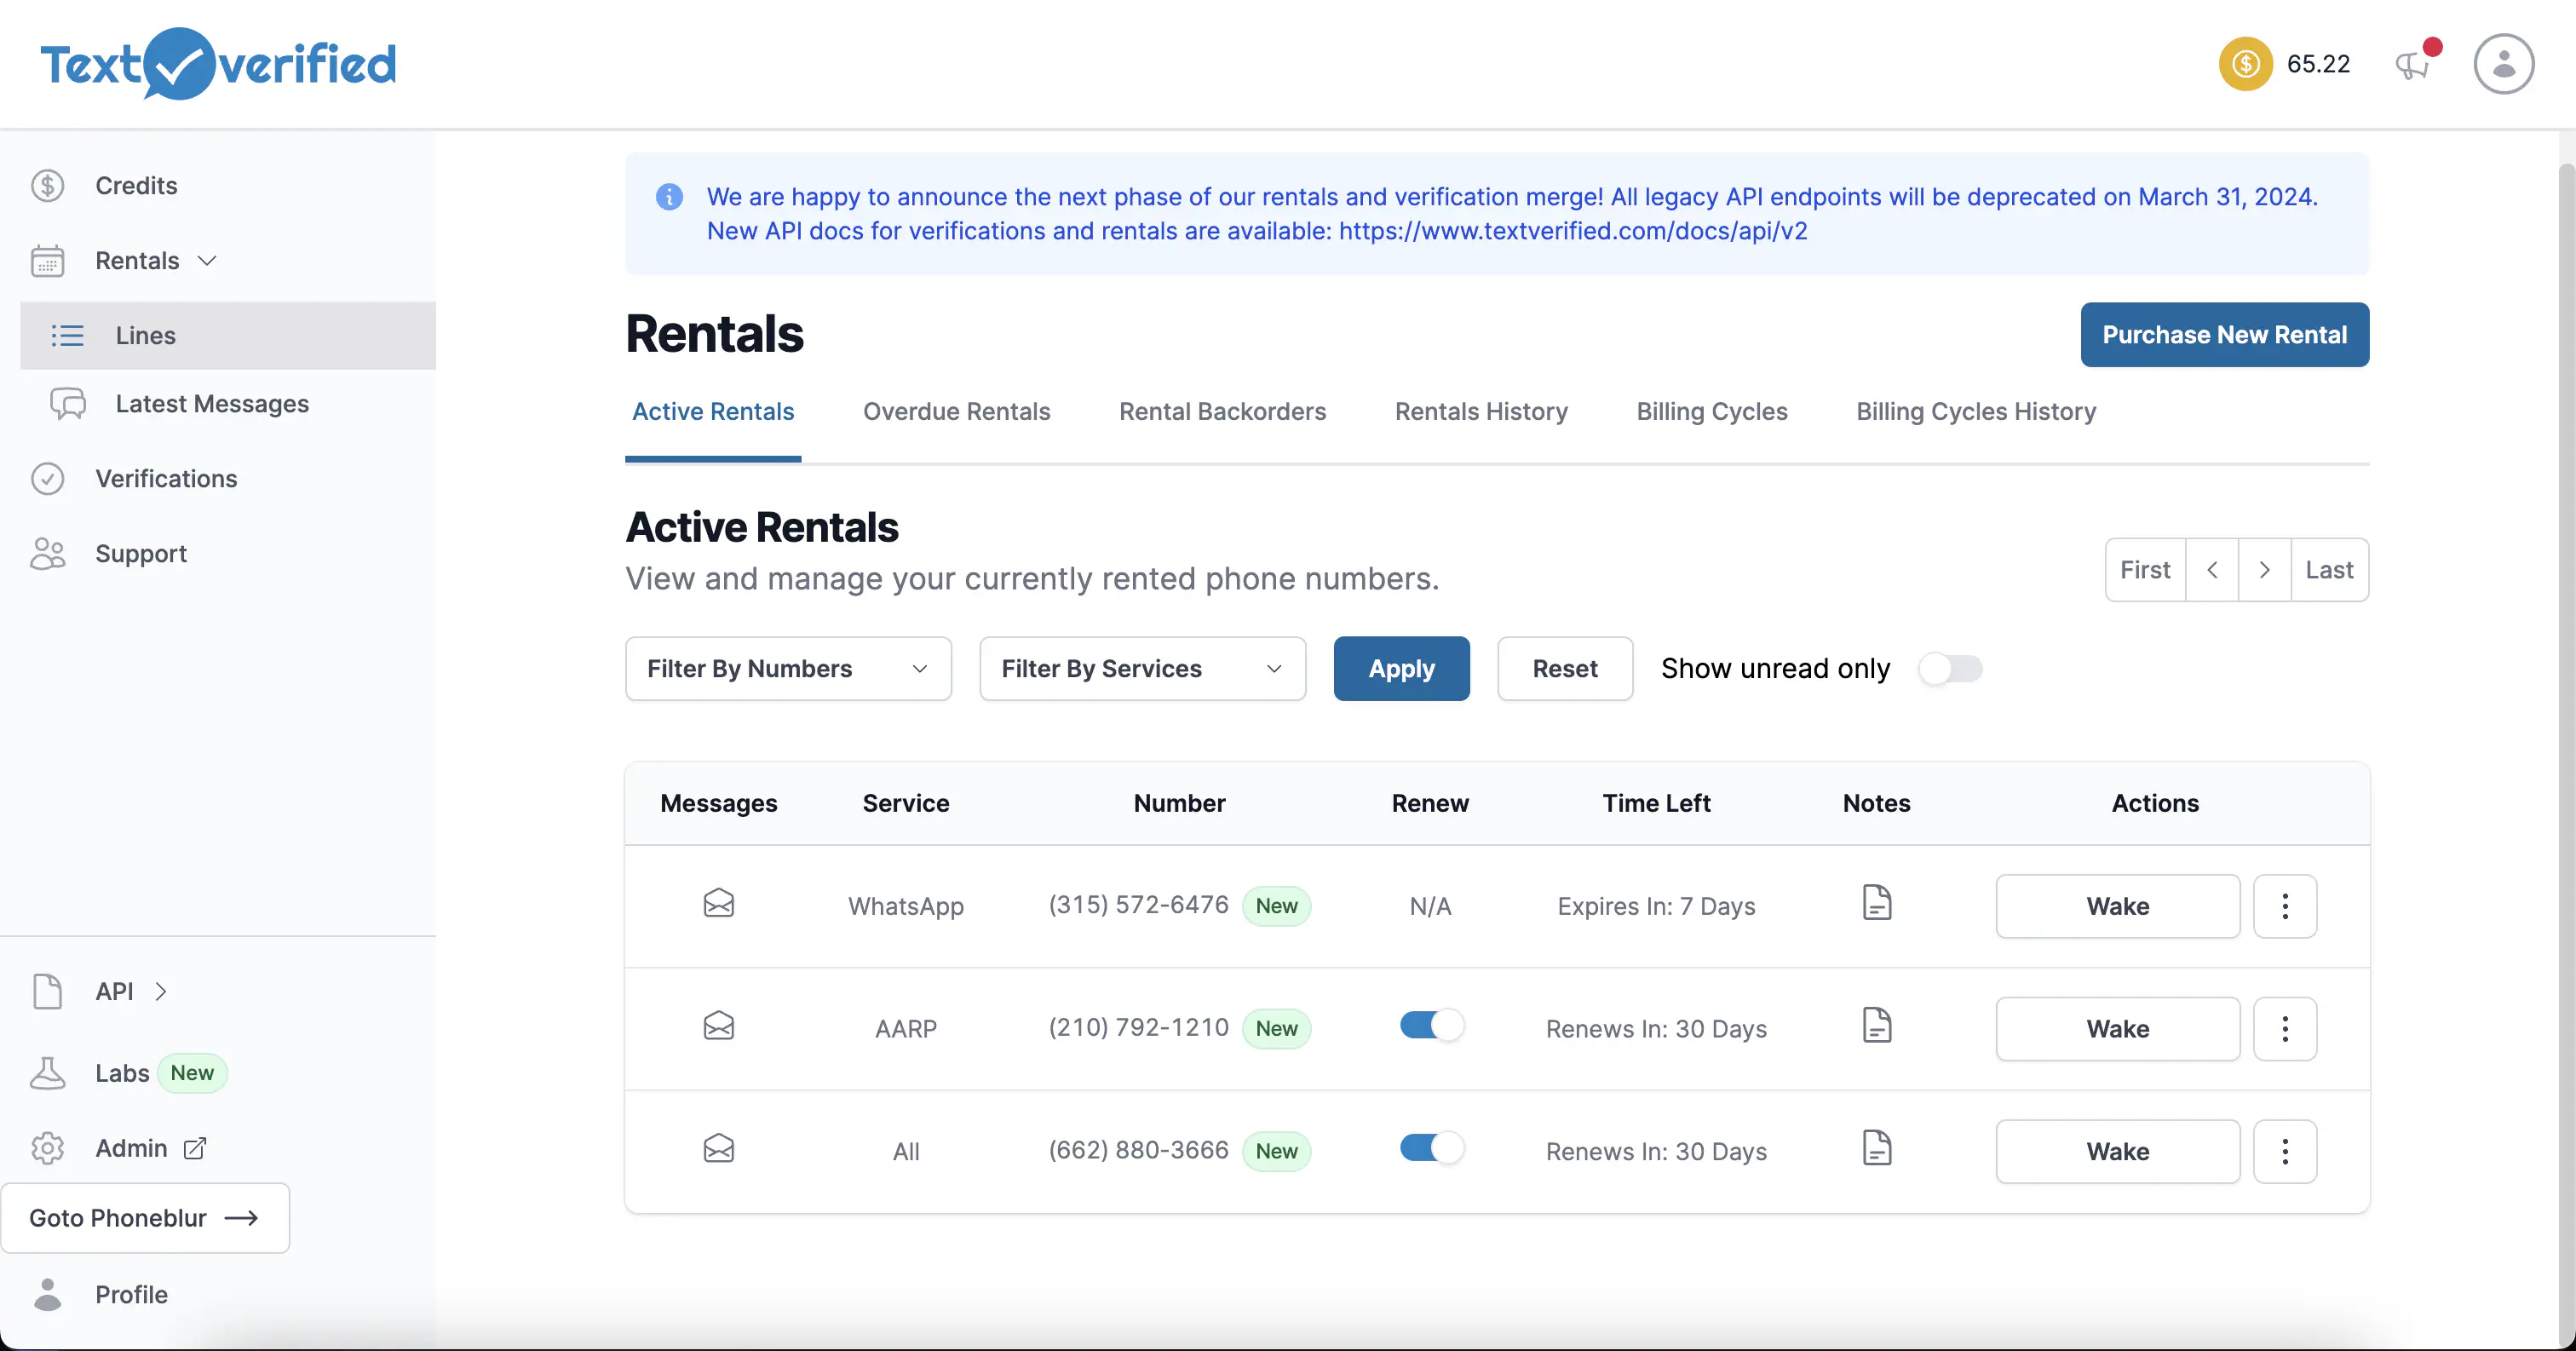 Text verified
65.22
Credits
Rentals
Lines
Latest Messages
Verifications
Support
API
Labs New
Admin
Goto Phoneblur
Profile
We are happy to announce the next phase of our rentals and verification merge! All legacy API endpoints will be deprecated on March 31, 2024.
New API docs for verifications and rentals are available: https://www.textverified.com/docs/api/v2
Rentals
Purchase New Rental
Active Rentals Overdue Rentals Rental Backorders Rentals History Billing Cycles Billing Cycles History
Active Rentals
View and manage your currently rented phone numbers.
First < > Last
Filter By Numbers Filter By Services Apply Reset Show unread only
Messages Service Number Renew Time Left Notes Actions
WhatsApp (315) 572-6476 New N/A Expires In: 7 Days Wake
AARP (210) 792-1210 New Renews In: 30 Days Wake
All (662) 880-3666 New Renews In: 30 Days Wake